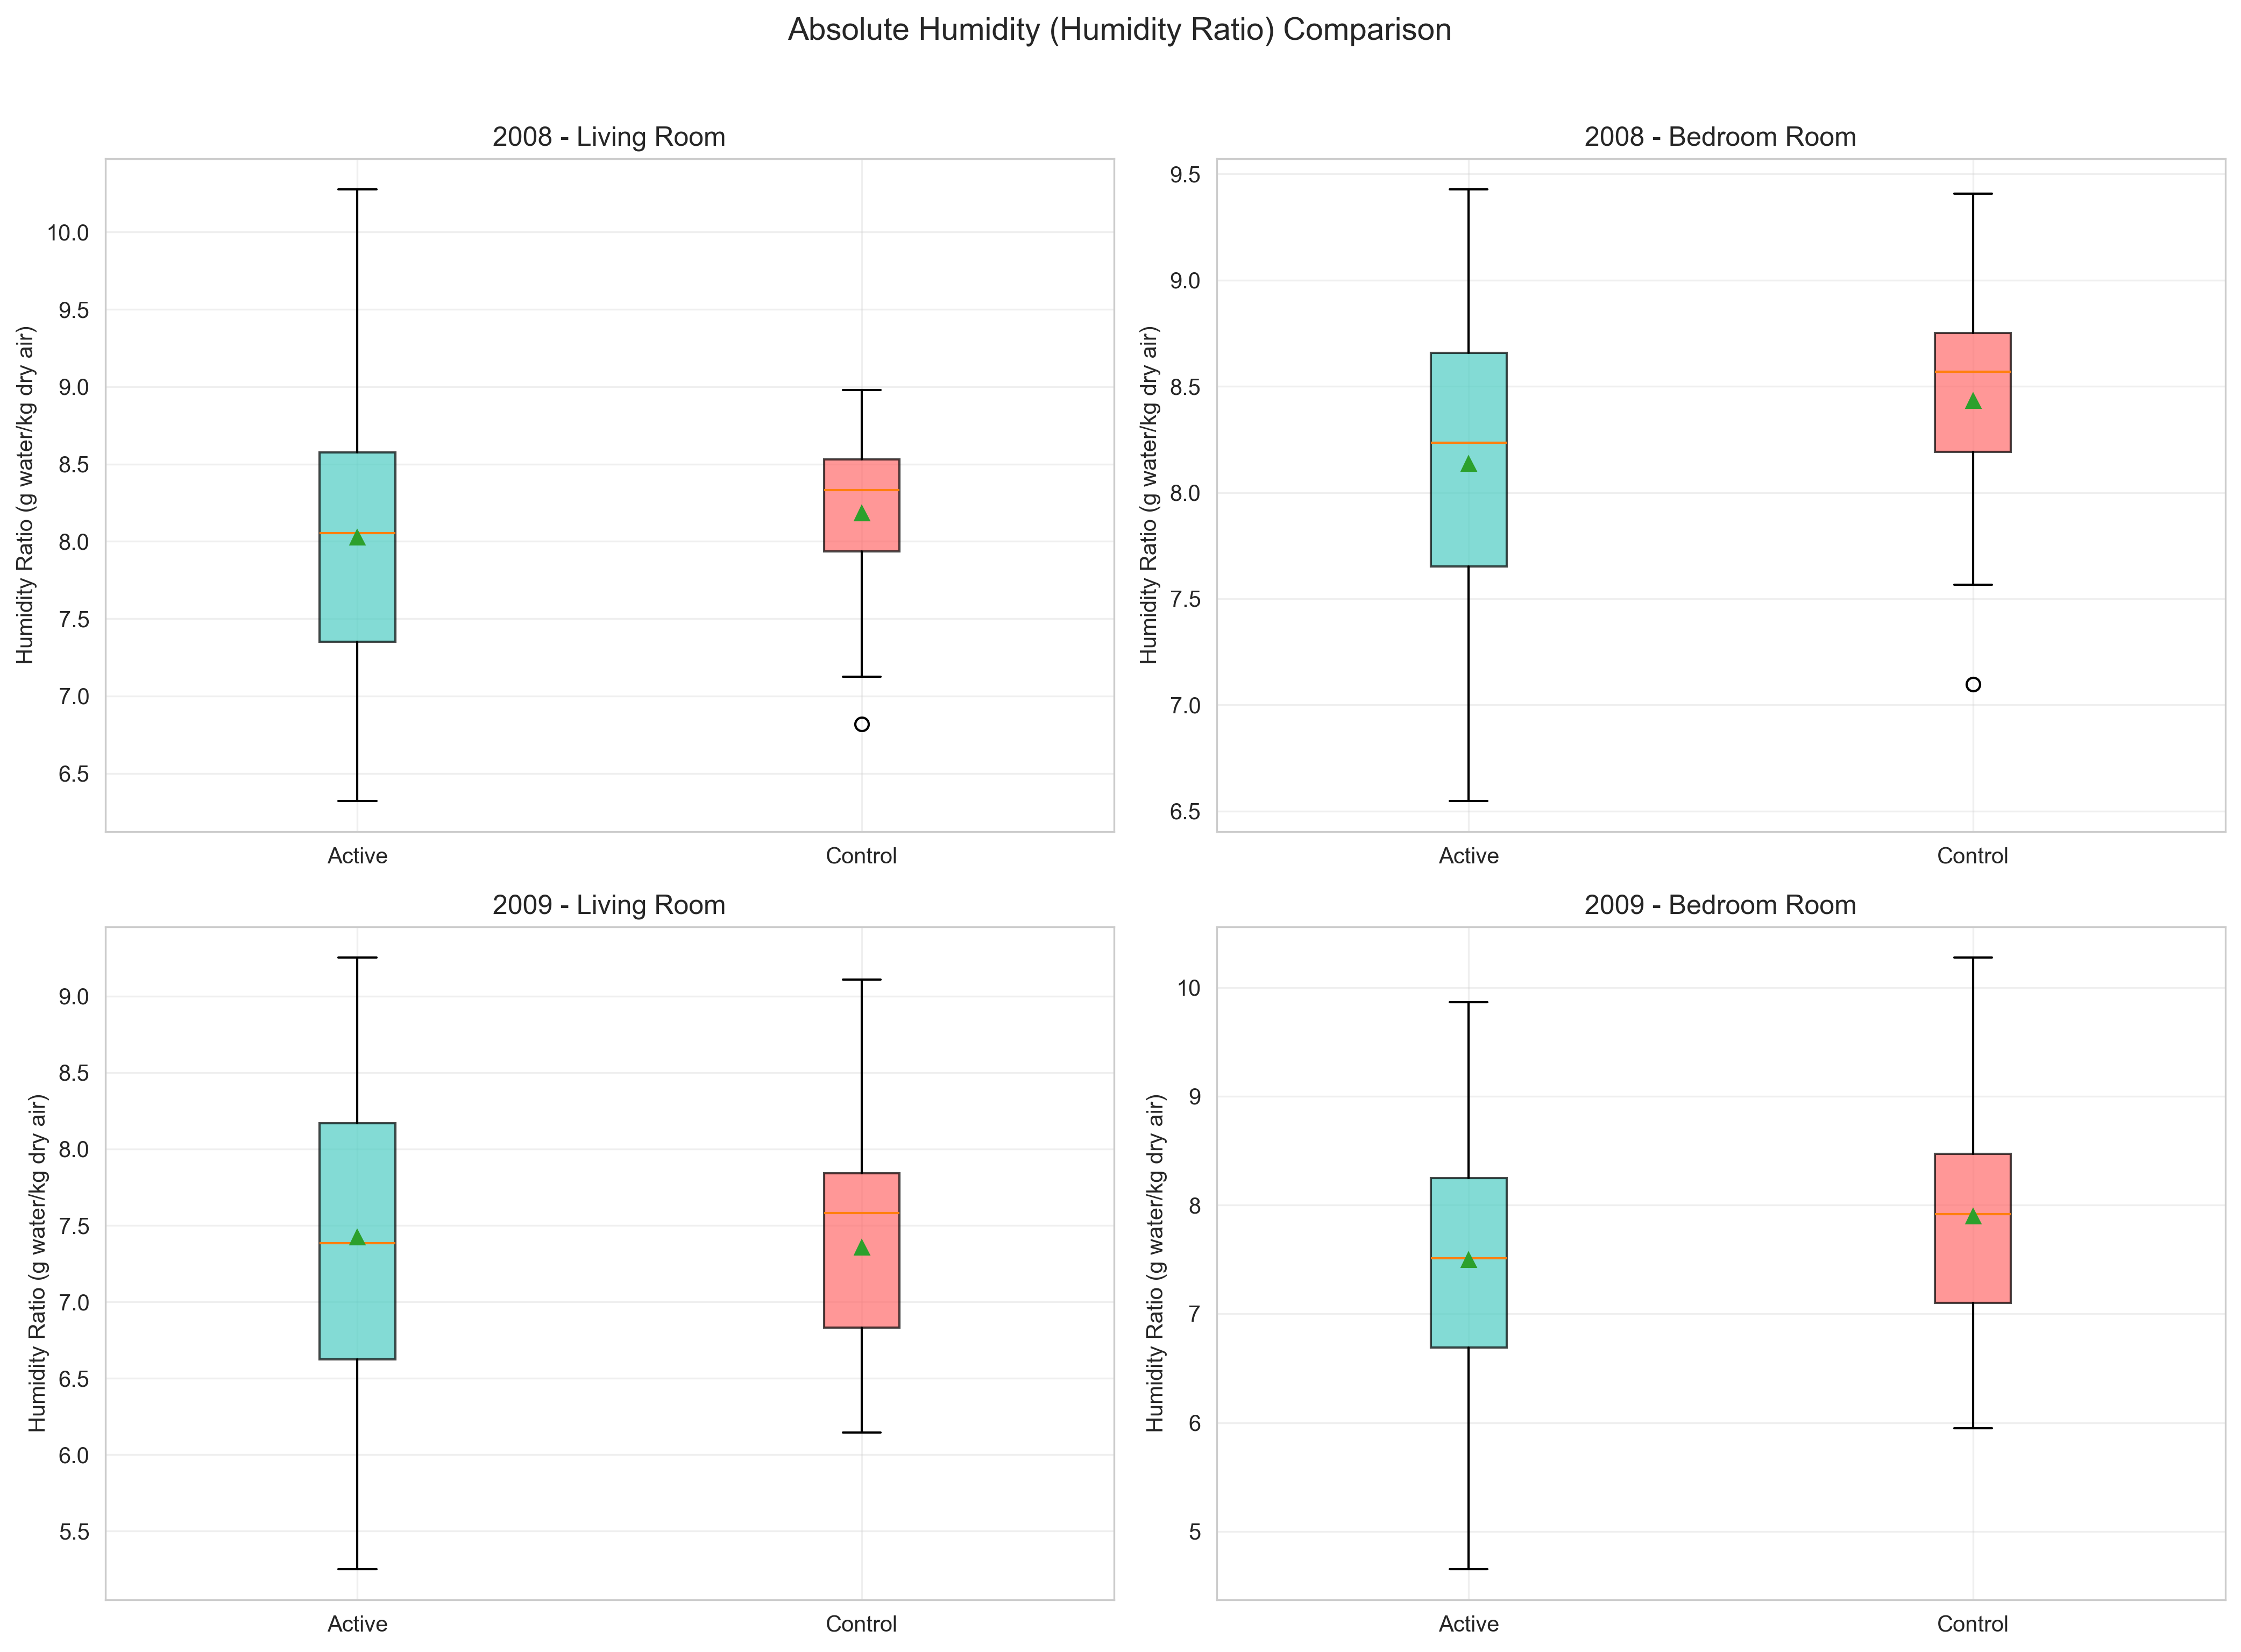 Absolute Humidity (Humidity Ratio) Comparison
2008 - Living Room
Humidity Ratio (g water/kg dry air)
10.0
9.5
9.0
8.5
8.0
7.5
7.0
6.5
Active
Control
2008 - Bedroom Room
Humidity Ratio (g water/kg dry air)
9.5
9.0
8.5
8.0
7.5
7.0
6.5
Active
Control
2009 - Living Room
Humidity Ratio (g water/kg dry air)
9.0
8.5
8.0
7.5
7.0
6.5
6.0
5.5
Active
Control
2009 - Bedroom Room
Humidity Ratio (g water/kg dry air)
10
9
8
7
6
5
Active
Control